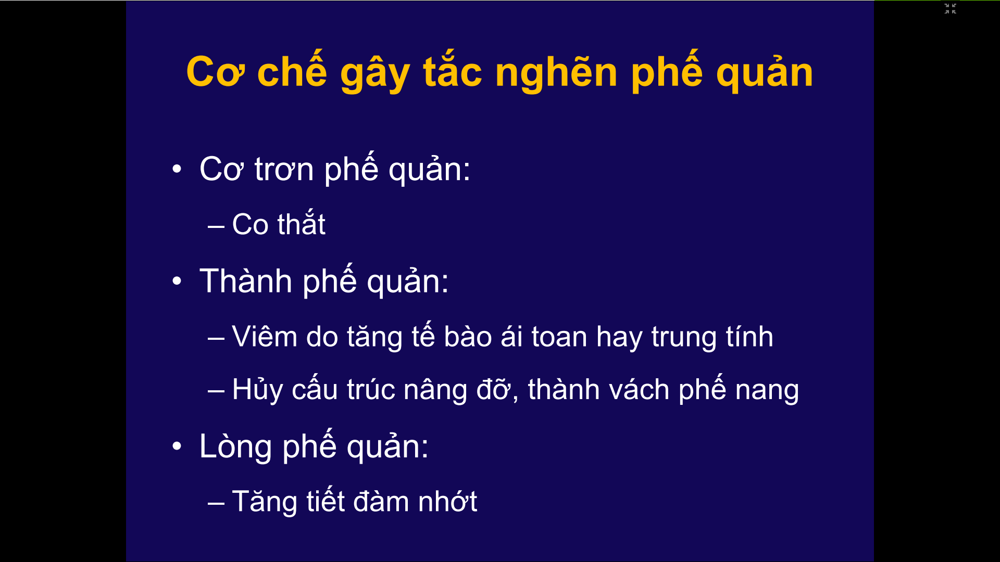 Cơ chế gây tắc nghẽn phế quản
• Cơ trơn phế quản:
– Co thắt
• Thành phế quản:
– Viêm do tăng tế bào ái toan hay trung tính
– Hủy cấu trúc nâng đỡ, thành vách phế nang
• Lòng phế quản:
– Tăng tiết đàm nhớt